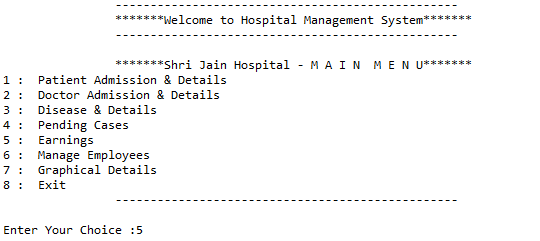 ----------------------------------------------
*******Welcome to Hospital Management System*******
----------------------------------------------
*******Shri Jain Hospital - M A I N  M E N U*******
1 :  Patient Admission & Details
2 :  Doctor Admission & Details
3 :  Disease & Details
4 :  Pending Cases
5 :  Earnings
6 :  Manage Employees
7 :  Graphical Details
8 :  Exit
----------------------------------------------
Enter Your Choice :5